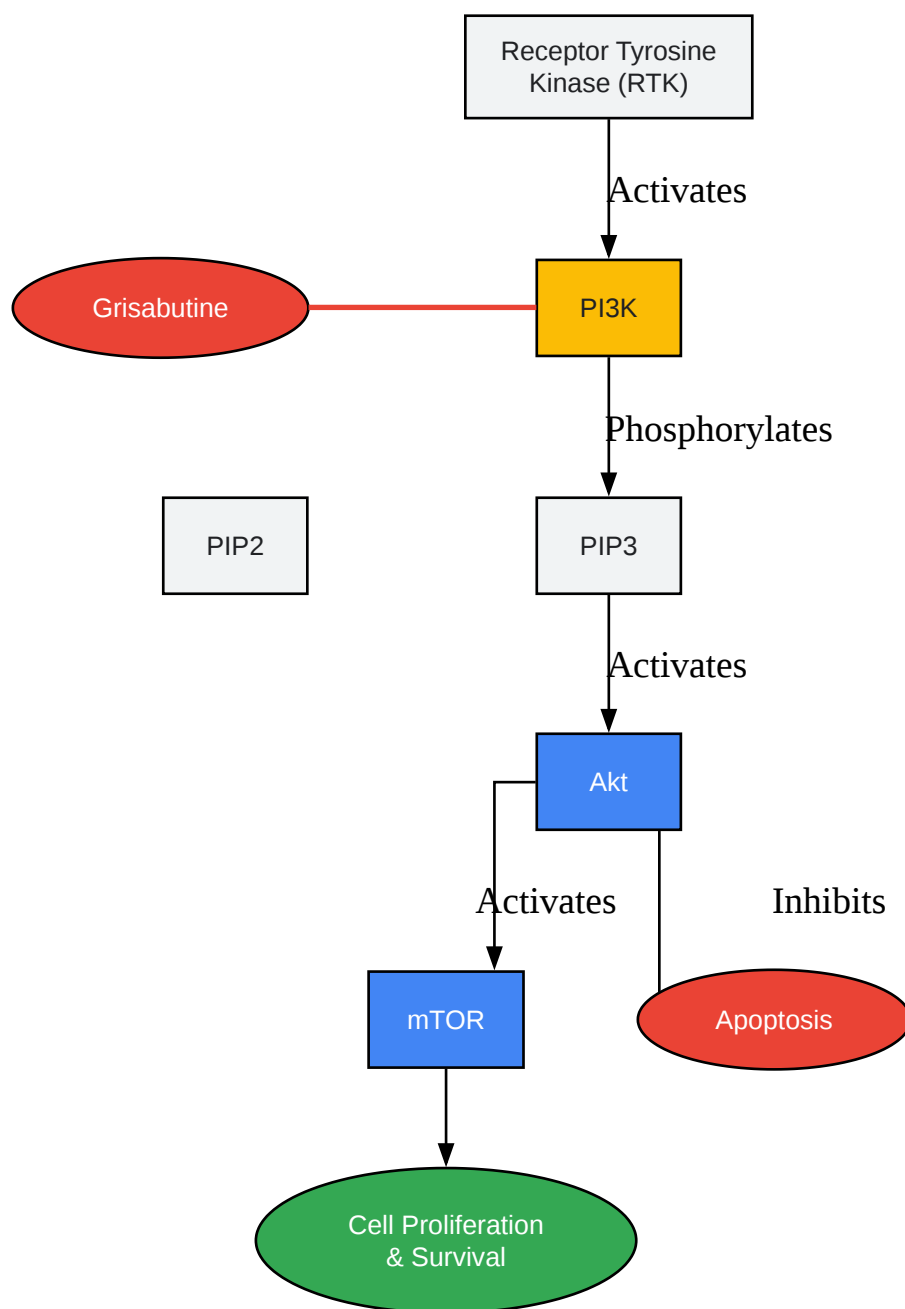 Receptor Tyrosine
Kinase (RTK)
Activates
Grisabutine
PI3K
Phosphorylates
PIP2
PIP3
Activates
Akt
Activates
Inhibits
mTOR
Apoptosis
Cell Proliferation
& Survival